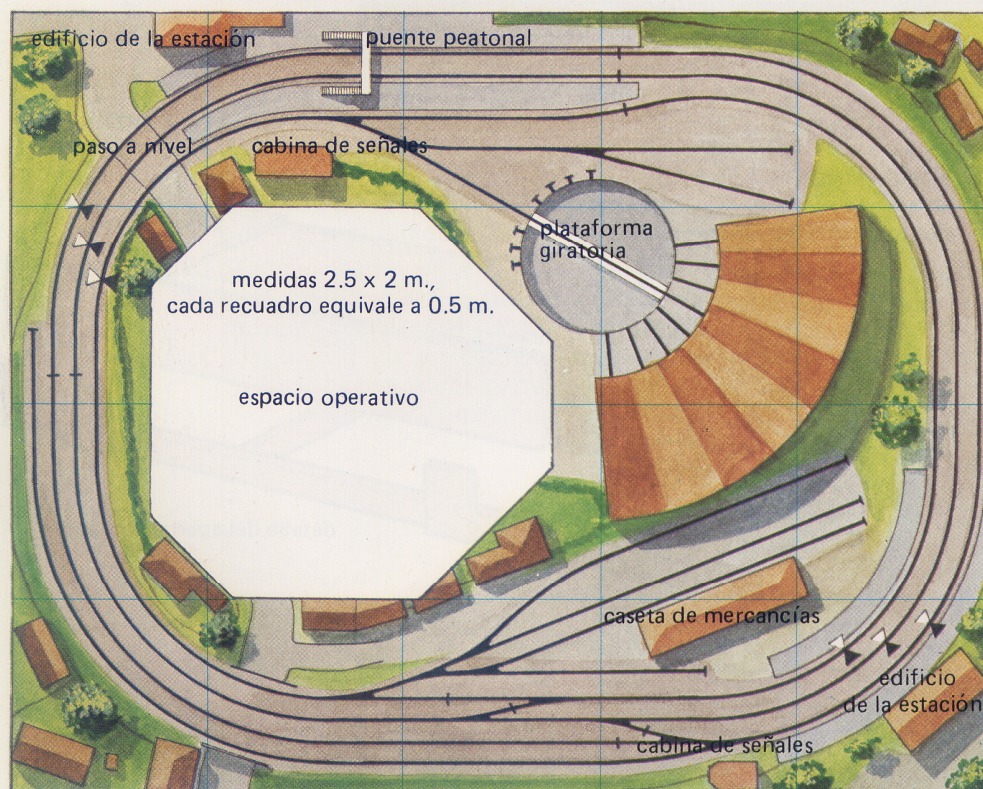 edificio de la estación
puente peatonal
paso a nivel
cabina de señales
plataforma
giratoria
medidas 2.5 x 2 m.,
cada recuadro equivale a 0.5 m.
espacio operativo
caseta de mercancías
edificio
de la estación
cabina de señales